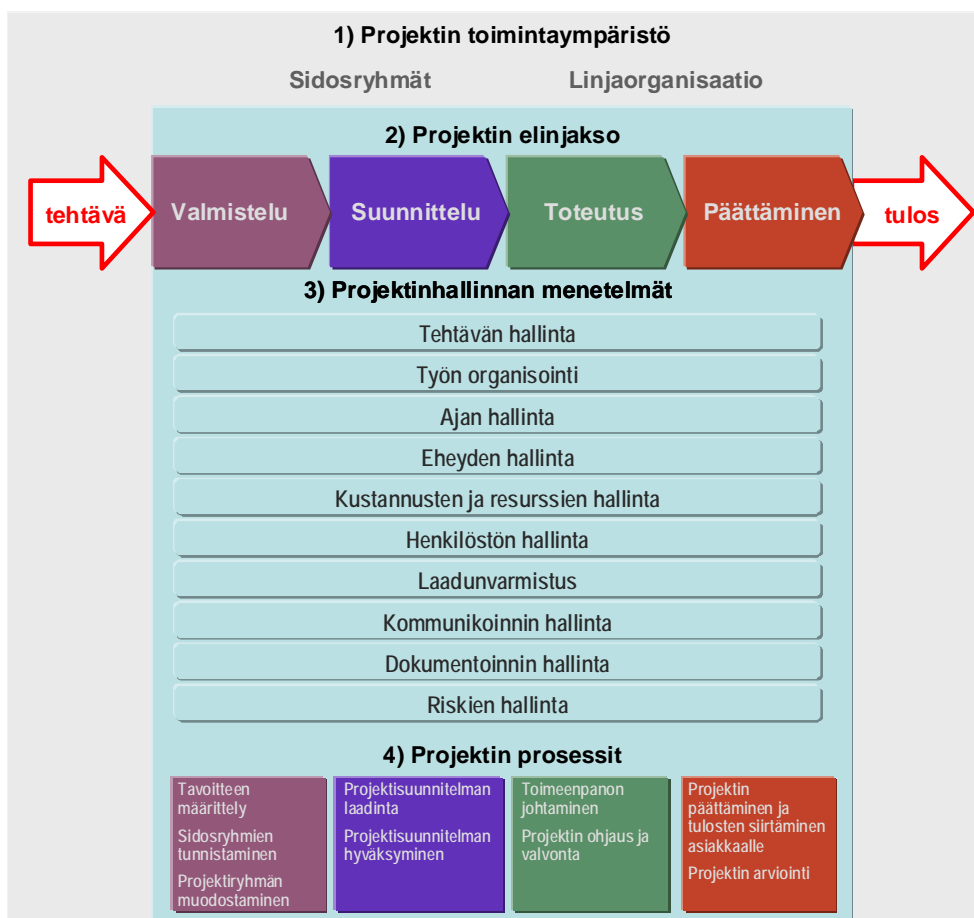 1) Projektin toimintaympäristö
Sidosryhmät Linjaorganisaatio
2) Projektin elinjakso
tehtävä Valmistelu Suunnittelu Toteutus Päättäminen tulos
3) Projektinhallinnan menetelmät
Tehtävän hallinta
Työn organisointi
Ajan hallinta
Eheyden hallinta
Kustannusten ja resurssien hallinta
Henkilöstön hallinta
Laadunvarmistus
Kommunikoinnin hallinta
Dokumentoinnin hallinta
Riskien hallinta
4) Projektin prosessit
Tavoitteen
määrittely
Sidosryhmien
tunnistaminen
Projektiryhmän
muodostaminen
Projektisuunnitelman
laadinta
Projektisuunnitelman
hyväksyminen
Toimeenpanon
johtaminen
Projektin ohjaus ja
valvonta
Projektin
päättäminen ja
tulosten siirtäminen
asiakkaalle
Projektin arviointi